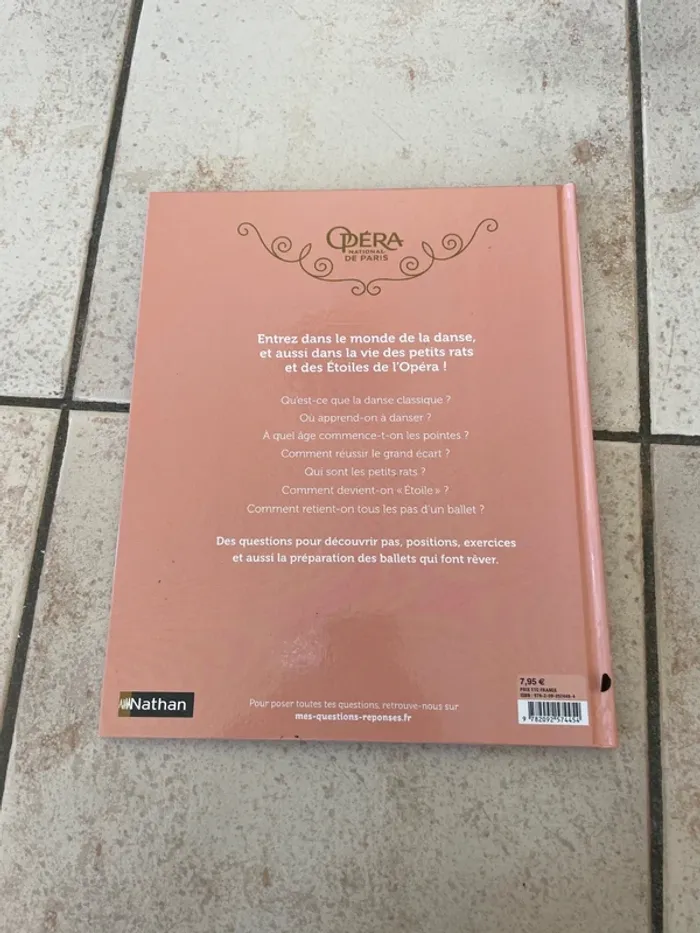 OPÉRA
NATIONAL
DE PARIS
Entrez dans le monde de la danse,
et aussi dans la vie des petits rats
et des Étoiles de l'Opéra !
Qu'est-ce que la danse classique ?
Où apprend-on à danser ?
À quel âge commence-t-on les pointes ?
Comment réussir le grand écart ?
Qui sont les petits rats ?
Comment devient-on « Étoile » ?
Comment retient-on tous les pas d'un ballet ?
Des questions pour découvrir pas, positions, exercices
et aussi la préparation des ballets qui font rêver.
Nathan
Pour poser toutes tes questions, retrouve-nous sur
mes-questions-reponses.fr
7,95 €
PRIX TTC FRANCE
9 782092 574454